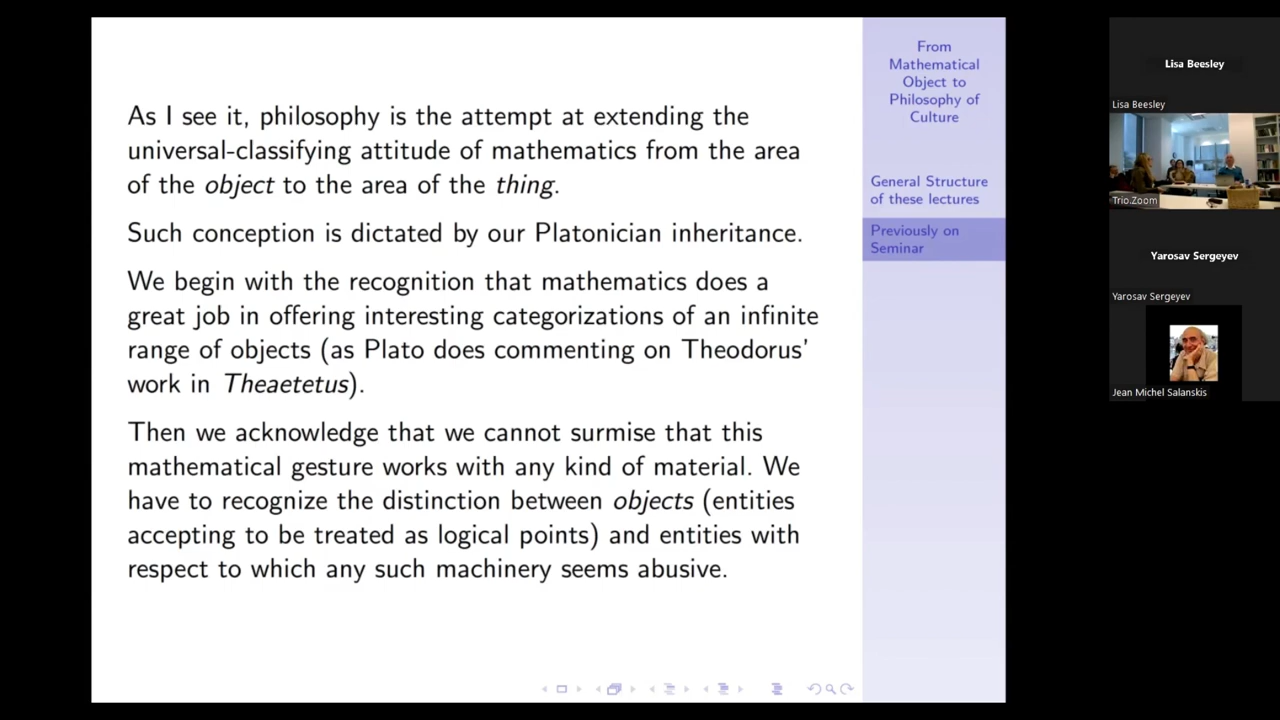 As I see it, philosophy is the attempt at extending the
universal-classifying attitude of mathematics from the area
of the object to the area of the thing.
Such conception is dictated by our Platonician inheritance.
We begin with the recognition that mathematics does a
great job in offering interesting categorizations of an infinite
range of objects (as Plato does commenting on Theodorus'
work in Theaetetus).
Then we acknowledge that we cannot surmise that this
mathematical gesture works with any kind of material. We
have to recognize the distinction between objects (entities
accepting to be treated as logical points) and entities with
respect to which any such machinery seems abusive.
From
Mathematical
Object to
Philosophy of
Culture
General Structure
of these lectures
Previously on
Seminar
Lisa Beesley
Lisa Beesley
Trio.Zoom
Yarosav Sergeyev
Yarosav Sergeyev
Jean Michel Salanskis